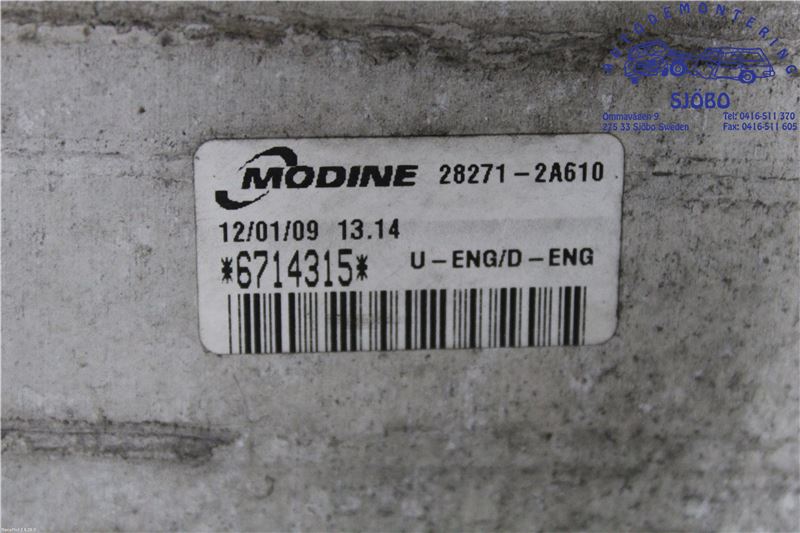 AUTODEMONTERING
SJÖBO
Ommavägen 9
275 33 Sjöbo Sweden
Tel: 0416-511 370
Fax: 0416-511 605
MODINE 28271-2A610
12/01/09 13.14
*6714315* U-ENG/D-ENG